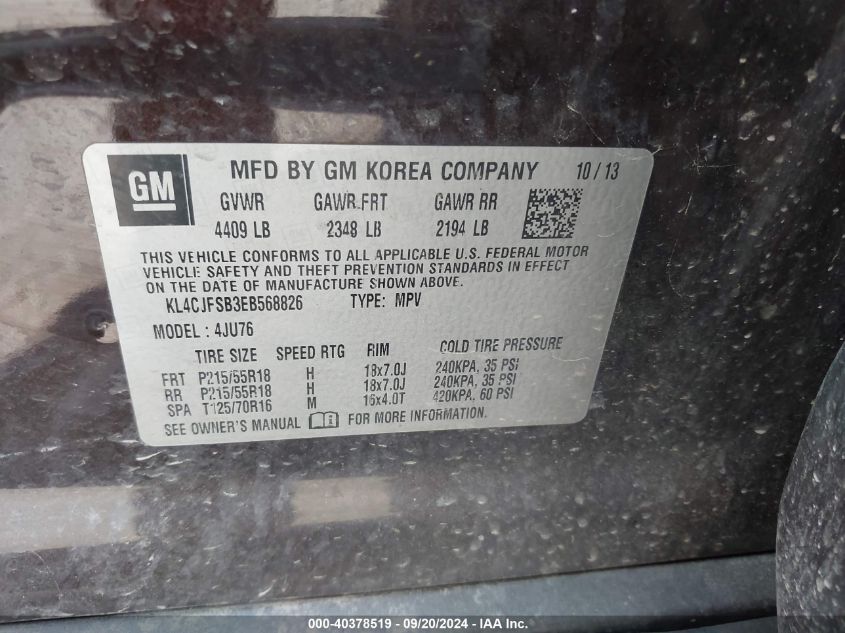 GM
MFD BY GM KOREA COMPANY 10 / 13
GVWR GAWR FRT GAWR RR
4409 LB 2348 LB 2194 LB
THIS VEHICLE CONFORMS TO ALL APPLICABLE U.S. FEDERAL MOTOR
VEHICLE SAFETY AND THEFT PREVENTION STANDARDS IN EFFECT
ON THE DATE OF MANUFACTURE SHOWN ABOVE.
KL4CJFSB3EB568826 TYPE: MPV
MODEL: 4JU76
TIRE SIZE SPEED RTG RIM COLD TIRE PRESSURE
FRT P215/55R18 H 18x7.0J 240KPA, 35 PSI
RR P215/55R18 H 18x7.0J 240KPA, 35 PSI
SPA T125/70R16 M 16x4.0T 420KPA, 60 PSI
SEE OWNER'S MANUAL FOR MORE INFORMATION.
000-40378519 - 09/20/2024 - IAA Inc.